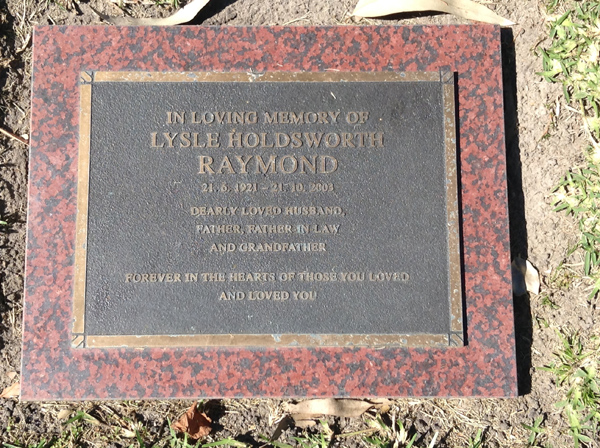 IN LOVING MEMORY OF
LYSLE HOLDSWORTH
RAYMOND
21. 6. 1921 - 21. 10. 2003
DEARLY LOVED HUSBAND,
FATHER, FATHER IN LAW
AND GRANDFATHER
FOREVER IN THE HEARTS OF THOSE YOU LOVED
AND LOVED YOU